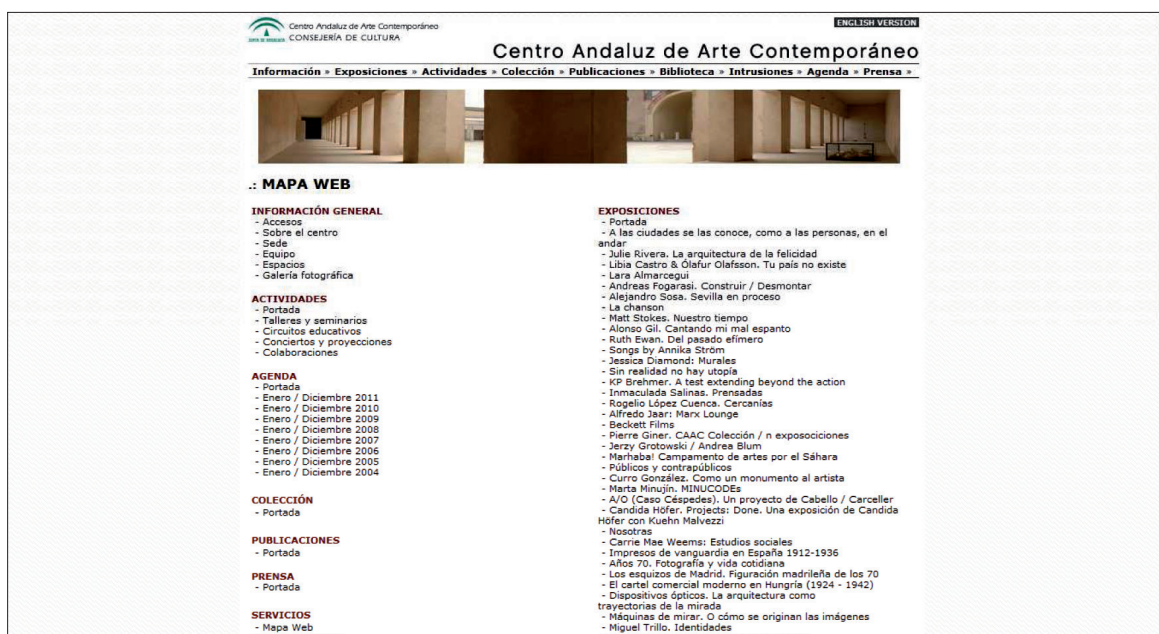 Centro Andaluz de Arte Contemporáneo
CONSEJERÍA DE CULTURA
ENGLISH VERSION
Centro Andaluz de Arte Contemporáneo
Información » Exposiciones » Actividades » Colección » Publicaciones » Biblioteca » Intrusiones » Agenda » Prensa »
.: MAPA WEB
INFORMACIÓN GENERAL
- Accesos
- Sobre el centro
- Sede
- Equipo
- Espacios
- Galería fotográfica
ACTIVIDADES
- Portada
- Talleres y seminarios
- Circuitos educativos
- Conciertos y proyecciones
- Colaboraciones
AGENDA
- Portada
- Enero / Diciembre 2011
- Enero / Diciembre 2010
- Enero / Diciembre 2009
- Enero / Diciembre 2008
- Enero / Diciembre 2007
- Enero / Diciembre 2006
- Enero / Diciembre 2005
- Enero / Diciembre 2004
COLECCIÓN
- Portada
PUBLICACIONES
- Portada
PRENSA
- Portada
SERVICIOS
- Mapa Web
EXPOSICIONES
- Portada
- A las ciudades se las conoce, como a las personas, en el
andar
- Julie Rivera. La arquitectura de la felicidad
- Libia Castro & Ólafur Olafsson. Tu país no existe
- Lara Almarcegui
- Andreas Fogarasi. Construir / Desmontar
- Alejandro Sosa. Sevilla en proceso
- La chanson
- Matt Stokes. Nuestro tiempo
- Alonso Gil. Cantando mi mal espanto
- Ruth Ewan. Del pasado efímero
- Songs by Annika Ström
- Jessica Diamond: Murales
- Sin realidad no hay utopía
- KP Brehmer. A test extending beyond the action
- Inmaculada Salinas. Prensadas
- Rogelio López Cuenca. Cercanías
- Alfredo Jaar: Marx Lounge
- Beckett Films
- Pierre Giner. CAAC Colección / n exposociciones
- Jerzy Grotowski / Andrea Blum
- Marhaba! Campamento de artes por el Sáhara
- Públicos y contrapúblicos
- Curro González. Como un monumento al artista
- Marta Minujín. MINUCODEs
- A/O (Caso Céspedes). Un proyecto de Cabello / Carceller
- Candida Höfer. Projects: Done. Una exposición de Candida
Höfer con Kuehn Malvezzi
- Nosotras
- Carrie Mae Weems: Estudios sociales
- Impresos de vanguardia en España 1912-1936
- Años 70. Fotografía y vida cotidiana
- Los esquizos de Madrid. Figuración madrileña de los 70
- El cartel comercial moderno en Hungría (1924 - 1942)
- Dispositivos ópticos. La arquitectura como
trayectorias de la mirada
- Máquinas de mirar. O cómo se originan las imágenes
- Miguel Trillo. Identidades